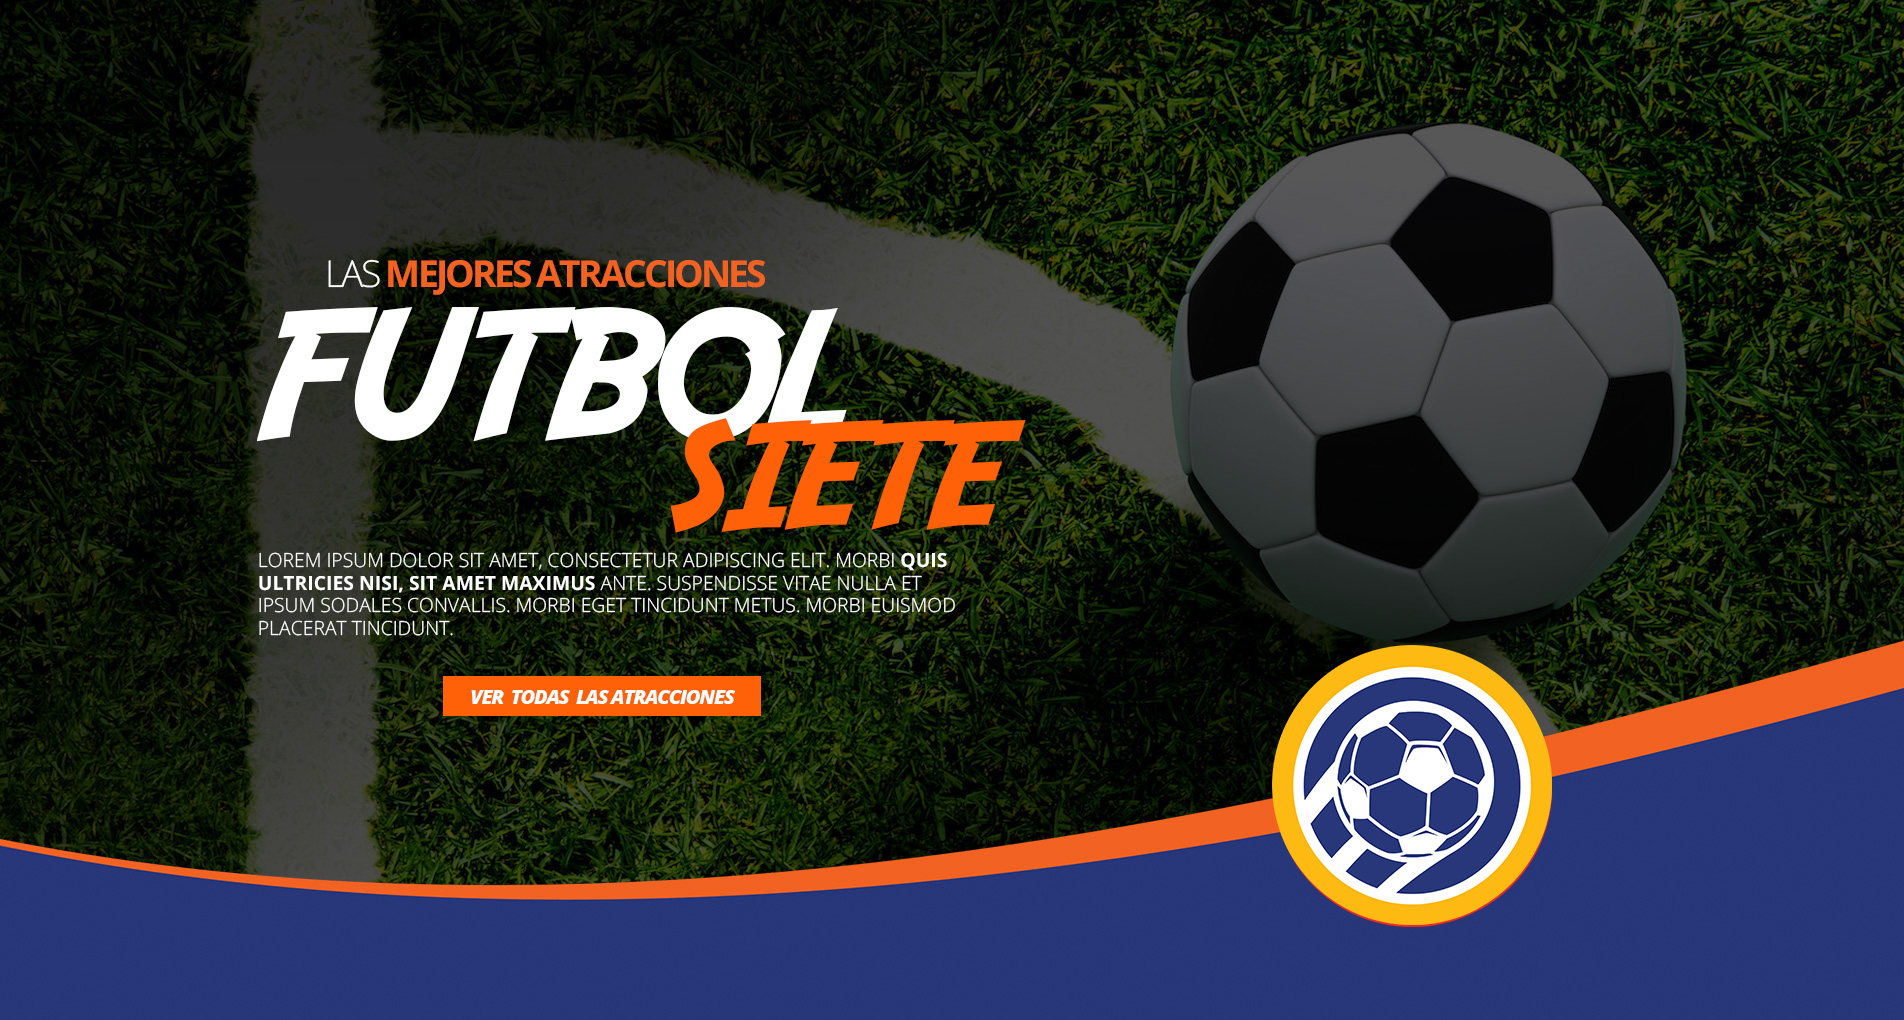 LAS MEJORES ATRACCIONES
FUTBOL
SIETE
LOREM IPSUM DOLOR SIT AMET, CONSECTETUR ADIPISCING ELIT. MORBI QUIS
ULTRICIES NISI, SIT AMET MAXIMUS ANTE. SUSPENDISSE VITAE NULLA ET
IPSUM SODALES CONVALLIS. MORBI EGET TINCIDUNT METUS. MORBI EUISMOD
PLACERAT TINCIDUNT.
VER TODAS LAS ATRACCIONES